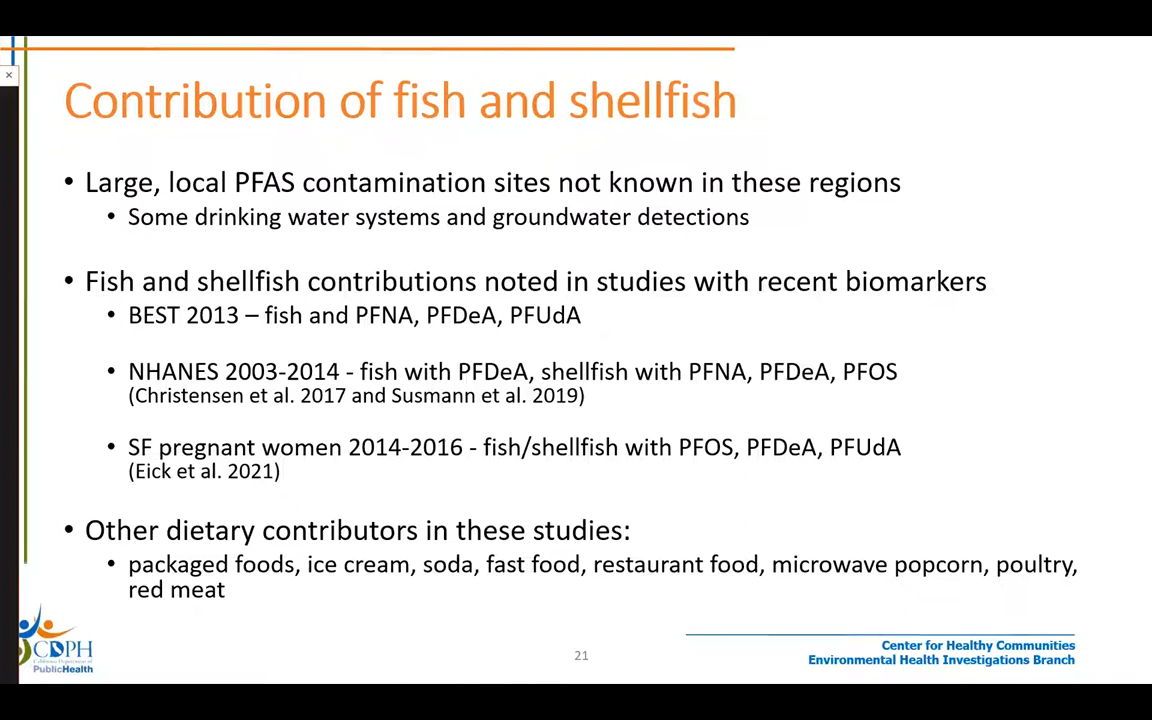 Contribution of fish and shellfish
• Large, local PFAS contamination sites not known in these regions
• Some drinking water systems and groundwater detections
• Fish and shellfish contributions noted in studies with recent biomarkers
• BEST 2013 – fish and PFNA, PFDeA, PFUdA
• NHANES 2003-2014 - fish with PFDeA, shellfish with PFNA, PFDeA, PFOS
(Christensen et al. 2017 and Susmann et al. 2019)
• SF pregnant women 2014-2016 - fish/shellfish with PFOS, PFDeA, PFUdA
(Eick et al. 2021)
• Other dietary contributors in these studies:
• packaged foods, ice cream, soda, fast food, restaurant food, microwave popcorn, poultry,
red meat
CDPH
California Department of
PublicHealth
21
Center for Healthy Communities
Environmental Health Investigations Branch